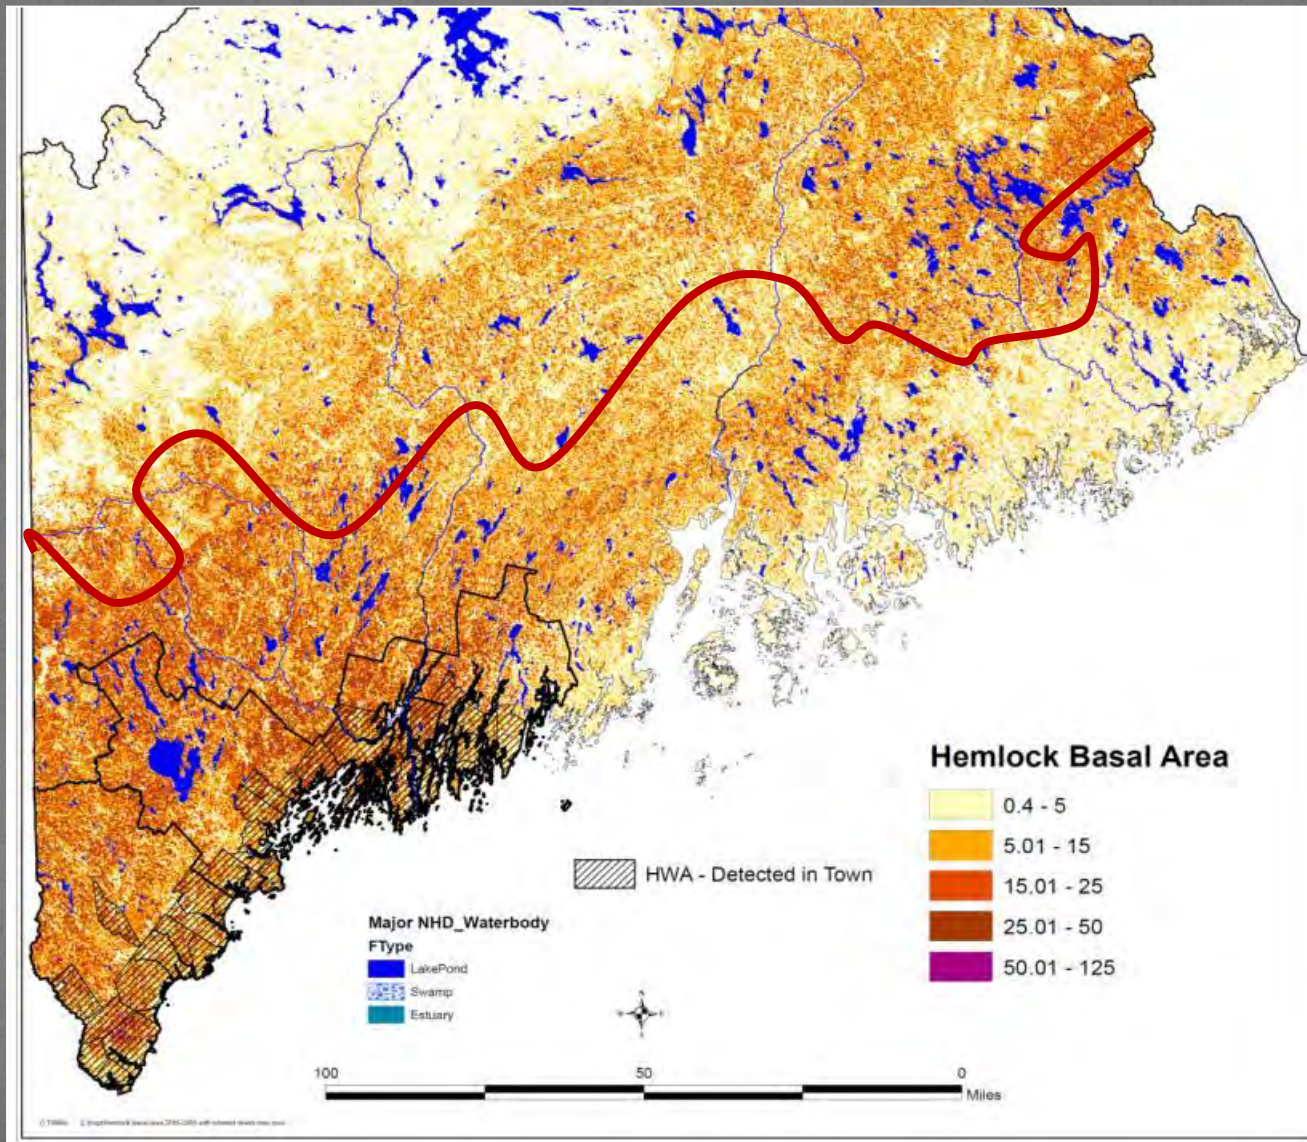 Hemlock Basal Area
0.4 - 5
5.01 - 15
15.01 - 25
25.01 - 50
50.01 - 125
HWA - Detected in Town
Major NHD_Waterbody
FType
LakePond
Swamp
Estuary
N
W E
S
100 50 0
Miles